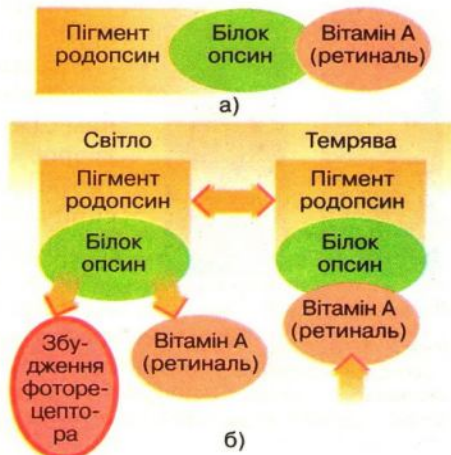 Пігмент
родопсин
Білок
опсин
Вітамін А
(ретиналь)
а)
Світло
Темрява
Пігмент
родопсин
Пігмент
родопсин
Білок
опсин
Білок
опсин
Збу-
дження
фоторе-
цепто-
ра
Вітамін А
(ретиналь)
Вітамін А
(ретиналь)
б)